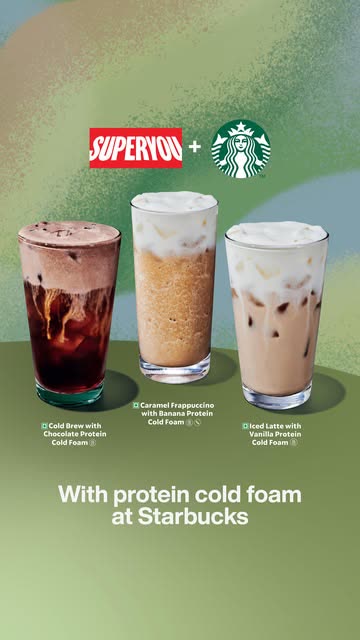 SUPERYOU + 
TM
Caramel Frappuccino
with Banana Protein
Cold Foam
Cold Brew with
Chocolate Protein
Cold Foam
Iced Latte with
Vanilla Protein
Cold Foam
With protein cold foam
at Starbucks